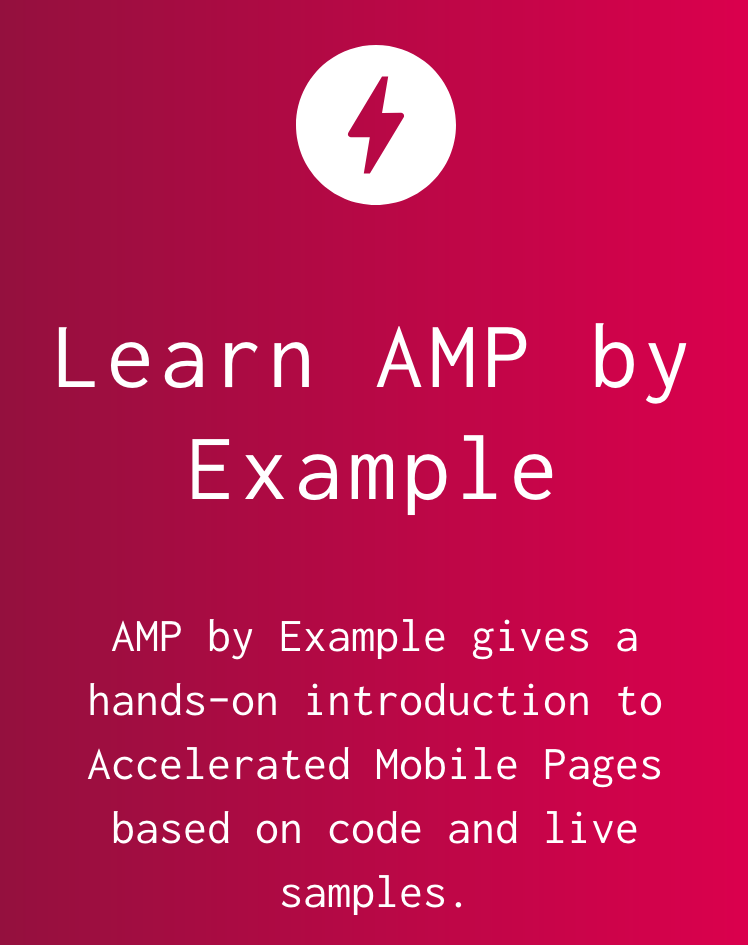 Learn AMP by
Example
AMP by Example gives a
hands-on introduction to
Accelerated Mobile Pages
based on code and live
samples.